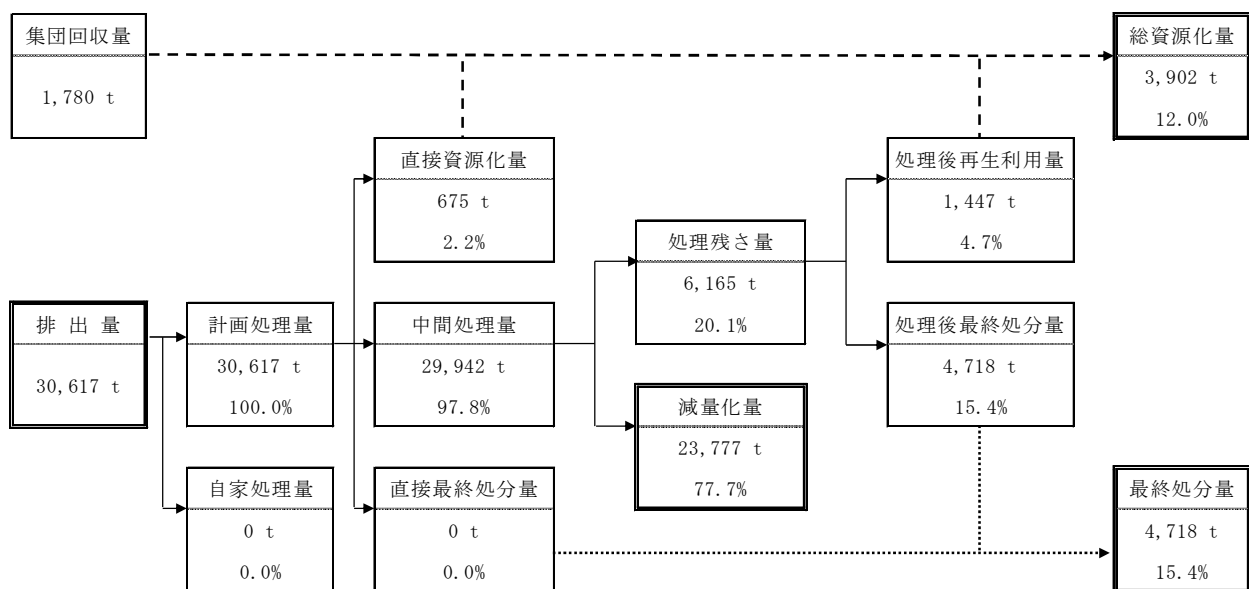 集団回収量
1,780 t
総資源化量
3,902 t
12.0%
直接資源化量
675 t
2.2%
処理後再生利用量
1,447 t
4.7%
処理残さ量
6,165 t
20.1%
排 出 量
30,617 t
計画処理量
30,617 t
100.0%
中間処理量
29,942 t
97.8%
処理後最終処分量
4,718 t
15.4%
減量化量
23,777 t
77.7%
自家処理量
0 t
0.0%
直接最終処分量
0 t
0.0%
最終処分量
4,718 t
15.4%